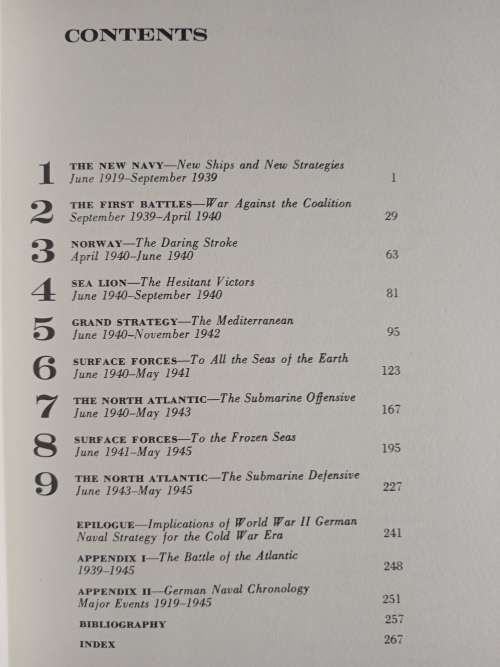 CONTENTS
1 THE NEW NAVY—New Ships and New Strategies
June 1919–September 1939 1
2 THE FIRST BATTLES—War Against the Coalition
September 1939–April 1940 29
3 NORWAY—The Daring Stroke
April 1940–June 1940 63
4 SEA LION—The Hesitant Victors
June 1940–September 1940 81
5 GRAND STRATEGY—The Mediterranean
June 1940–November 1942 95
6 SURFACE FORCES—To All the Seas of the Earth
June 1940–May 1941 123
7 THE NORTH ATLANTIC—The Submarine Offensive
June 1940–May 1943 167
8 SURFACE FORCES—To the Frozen Seas
June 1941–May 1945 195
9 THE NORTH ATLANTIC—The Submarine Defensive
June 1943–May 1945 227
EPILOGUE—Implications of World War II German
Naval Strategy for the Cold War Era 241
APPENDIX I—The Battle of the Atlantic
1939–1945 248
APPENDIX II—German Naval Chronology
Major Events 1919–1945 251
BIBLIOGRAPHY 257
INDEX 267